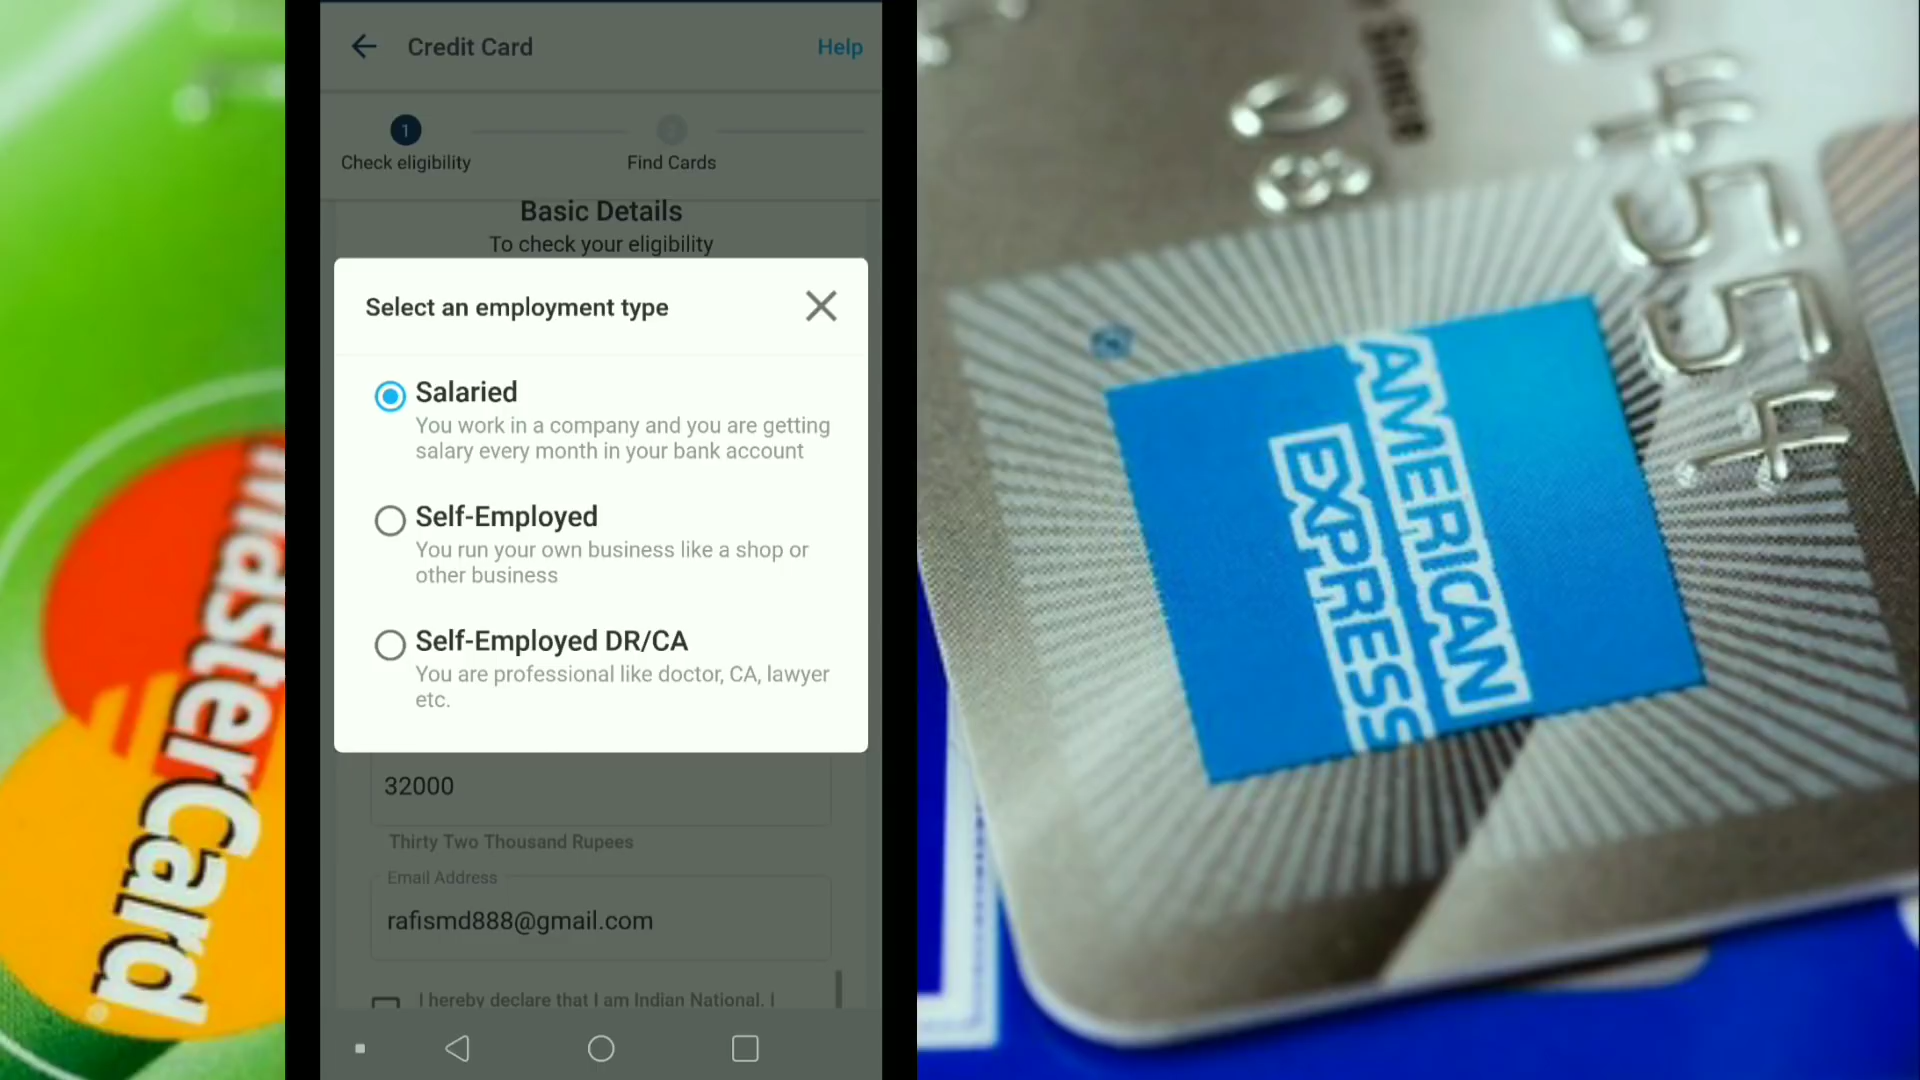 Credit Card
Help
1
Check eligibility
Find Cards
Basic Details
To check your eligibility
Select an employment type
Salaried
You work in a company and you are getting
salary every month in your bank account
Self-Employed
You run your own business like a shop or
other business
Self-Employed DR/CA
You are professional like doctor, CA, lawyer
etc.
32000
Thirty Two Thousand Rupees
Email Address
rafismd888@gmail.com
I hereby declare that I am Indian National. I
MasterCard
AMERICAN
EXPRESS
Since
08
4554